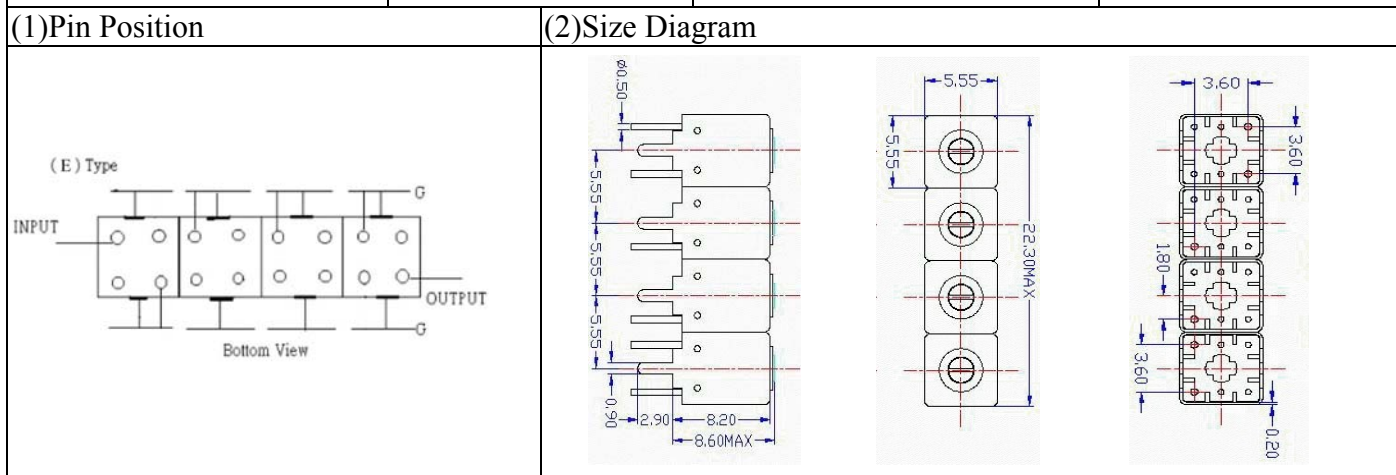 (1)Pin Position
(2)Size Diagram
(E) Type
G
INPUT
OUTPUT
G
Bottom View
ø0.50
5.55
5.55
5.55
0.90
2.90
8.20
8.60MAX
5.55
5.55
22.30MAX
3.60
3.60
1.80
3.60
0.20